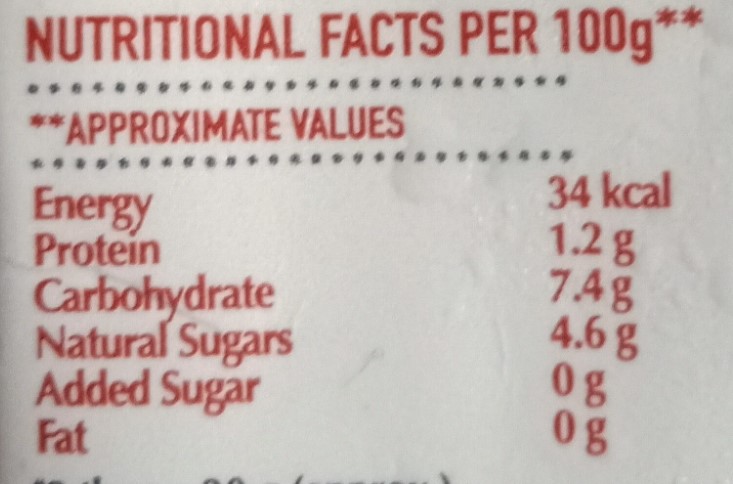 NUTRITIONAL FACTS PER 100g**
**APPROXIMATE VALUES
Energy 34 kcal
Protein 1.2 g
Carbohydrate 7.4 g
Natural Sugars 4.6 g
Added Sugar 0 g
Fat 0 g